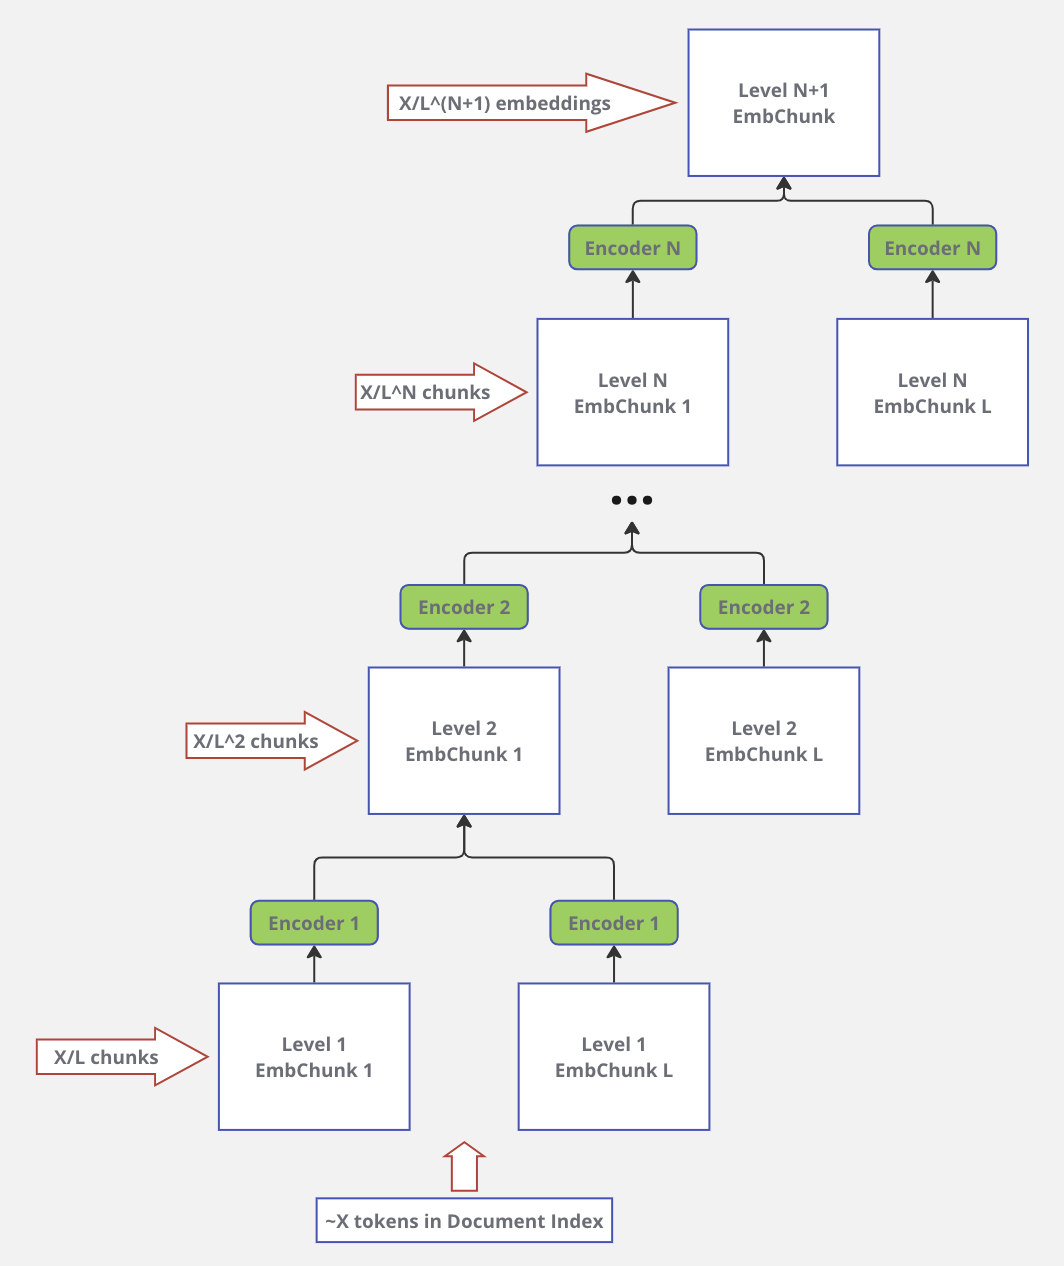 Level N+1
EmbChunk
X/L^(N+1) embeddings
Encoder N
Encoder N
Level N
EmbChunk 1
Level N
EmbChunk L
X/L^N chunks
Encoder 2
Encoder 2
Level 2
EmbChunk 1
Level 2
EmbChunk L
X/L^2 chunks
Encoder 1
Encoder 1
Level 1
EmbChunk 1
Level 1
EmbChunk L
X/L chunks
~X tokens in Document Index